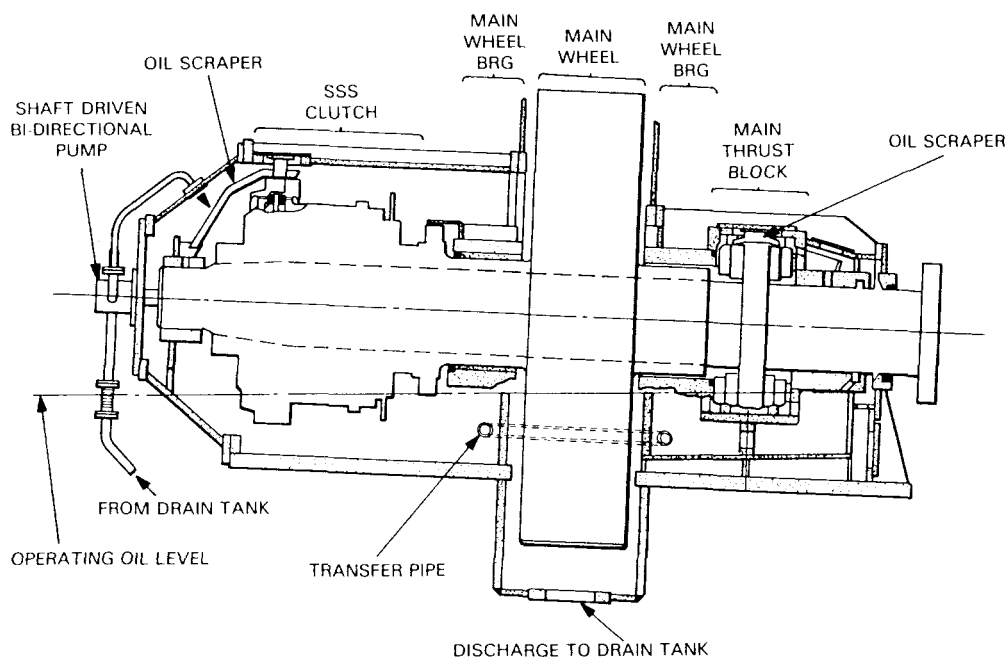 MAIN
WHEEL
BRG
MAIN
WHEEL
MAIN
WHEEL
BRG
OIL SCRAPER
SSS
CLUTCH
SHAFT DRIVEN
BI-DIRECTIONAL
PUMP
MAIN
THRUST
BLOCK
OIL SCRAPER
FROM DRAIN TANK
OPERATING OIL LEVEL
TRANSFER PIPE
DISCHARGE TO DRAIN TANK